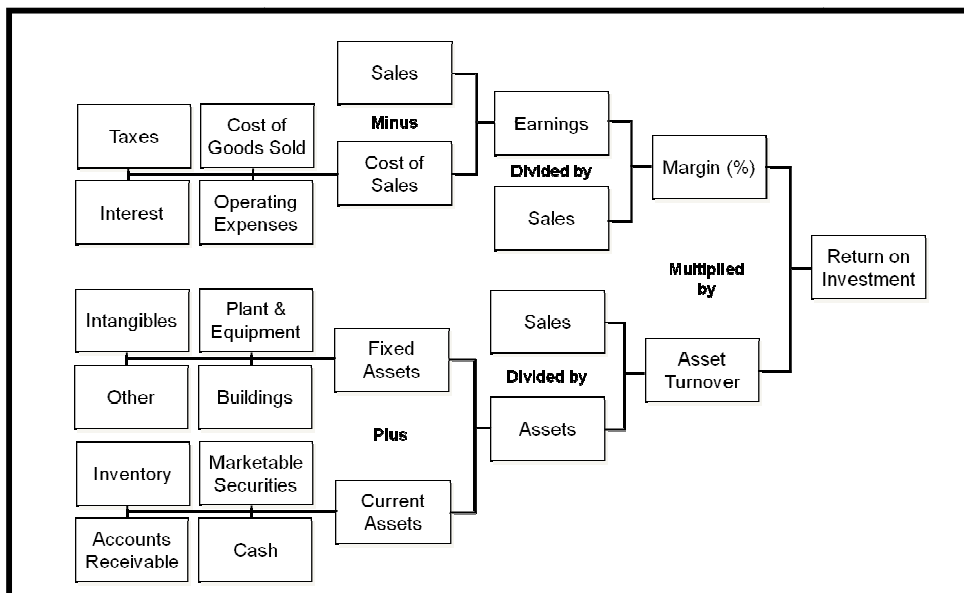 Sales
Minus
Cost of
Sales
Taxes
Cost of
Goods Sold
Interest
Operating
Expenses
Earnings
Divided by
Sales
Margin (%)
Multiplied
by
Return on
Investment
Intangibles
Plant &
Equipment
Other
Buildings
Fixed
Assets
Plus
Inventory
Marketable
Securities
Accounts
Receivable
Cash
Current
Assets
Sales
Divided by
Assets
Asset
Turnover